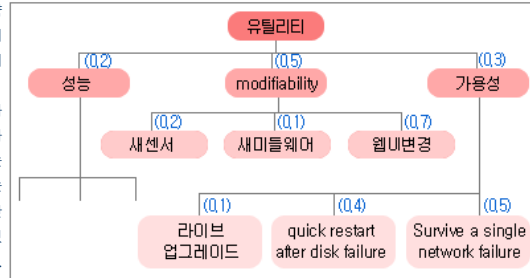 유틸리티
(0,2)
(0,5)
(0,3)
성능
modifiability
가용성
(0,2)
(0,1)
(0,7)
새센서
새미들웨어
웹UI변경
(0,1)
(0,4)
(0,5)
라이브
업그레이드
quick restart
after disk failure
Survive a single
network failure